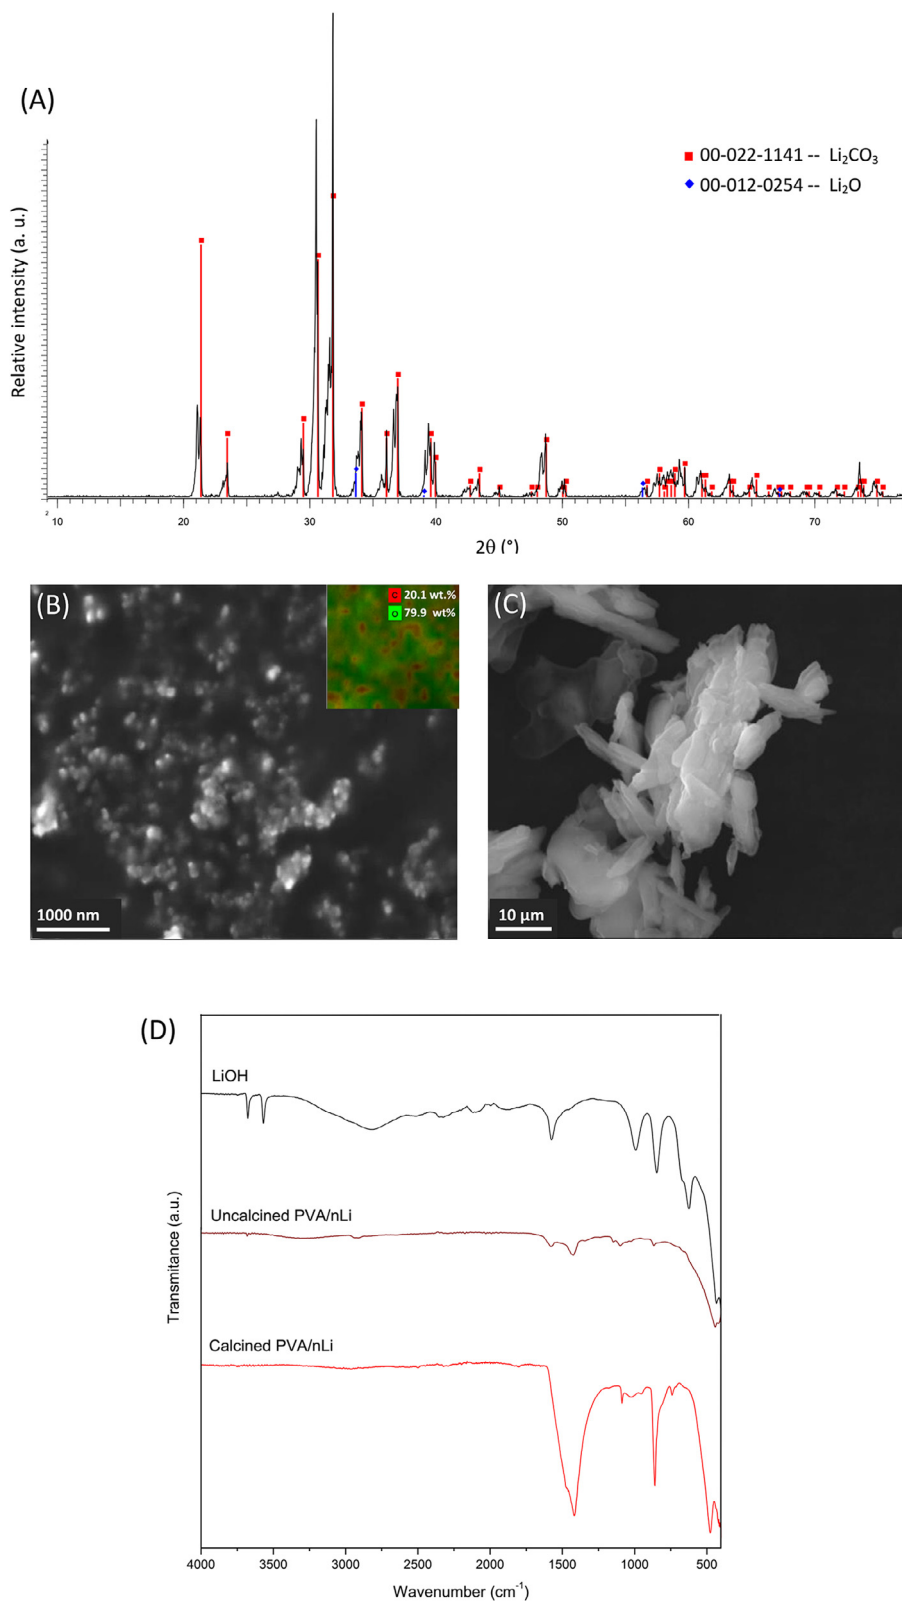 (A)
■ 00-022-1141 -- Li₂CO₃
◆ 00-012-0254 -- Li₂O
Relative intensity (a. u.)
10 20 30 40 50 60 70
2θ (°)
(B)
C 20.1 wt.%
O 79.9 wt%
1000 nm
(C)
10 µm
(D)
LiOH
Uncalcined PVA/nLi
Calcined PVA/nLi
Transmitance (a.u.)
4000 3500 3000 2500 2000 1500 1000 500
Wavenumber (cm⁻¹)